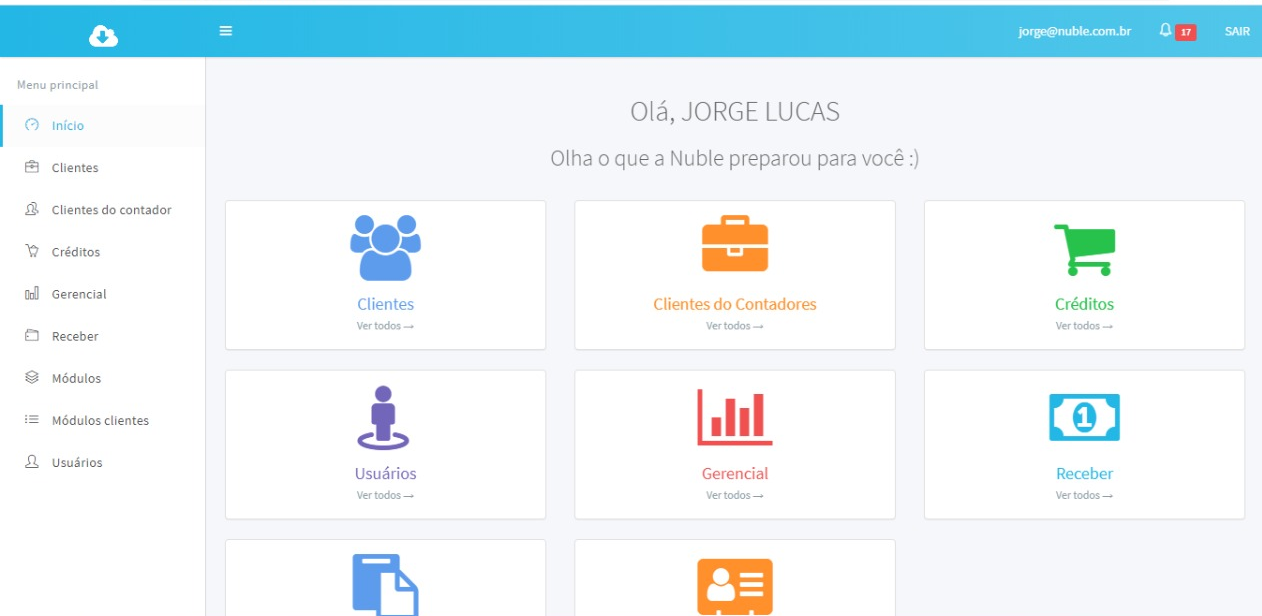 jorge@nuble.com.br 17 SAIR
Menu principal
Início
Clientes
Clientes do contador
Créditos
Gerencial
Receber
Módulos
Módulos clientes
Usuários
Olá, JORGE LUCAS
Olha o que a Nuble preparou para você :)
Clientes
Ver todos →
Clientes do Contadores
Ver todos →
Créditos
Ver todos →
Usuários
Ver todos →
Gerencial
Ver todos →
1
Receber
Ver todos →